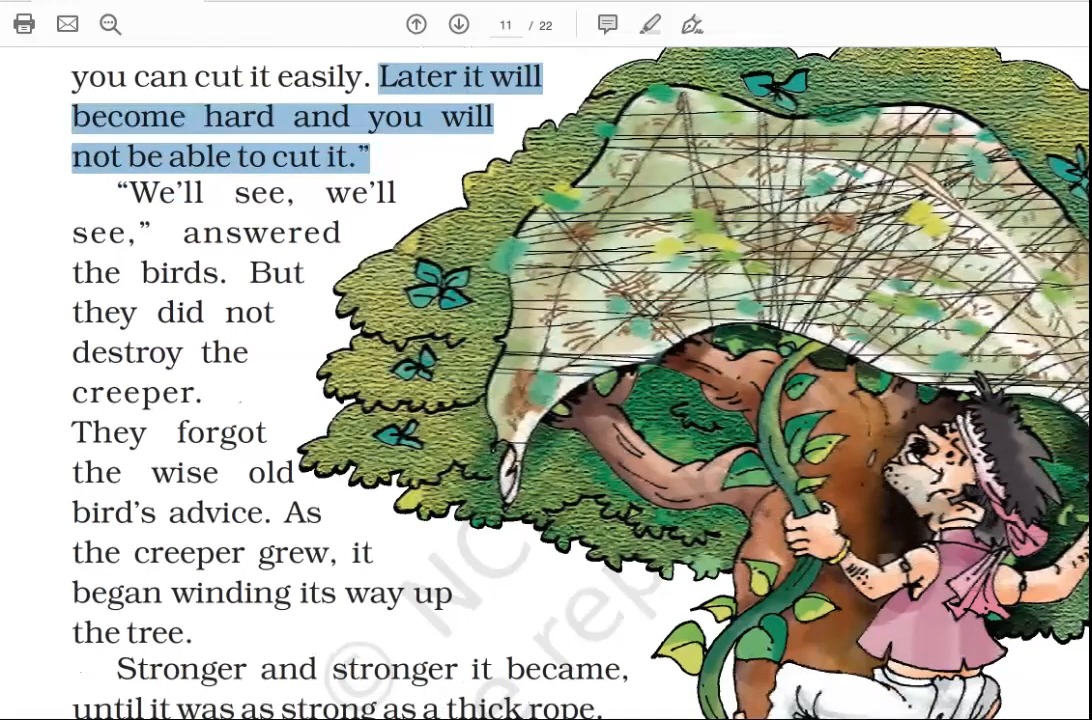 11 / 22
you can cut it easily. Later it will
become hard and you will
not be able to cut it.”
“We’ll see, we’ll
see,” answered
the birds. But
they did not
destroy the
creeper.
They forgot
the wise old
bird’s advice. As
the creeper grew, it
began winding its way up
the tree.
Stronger and stronger it became,
until it was as strong as a thick rope.